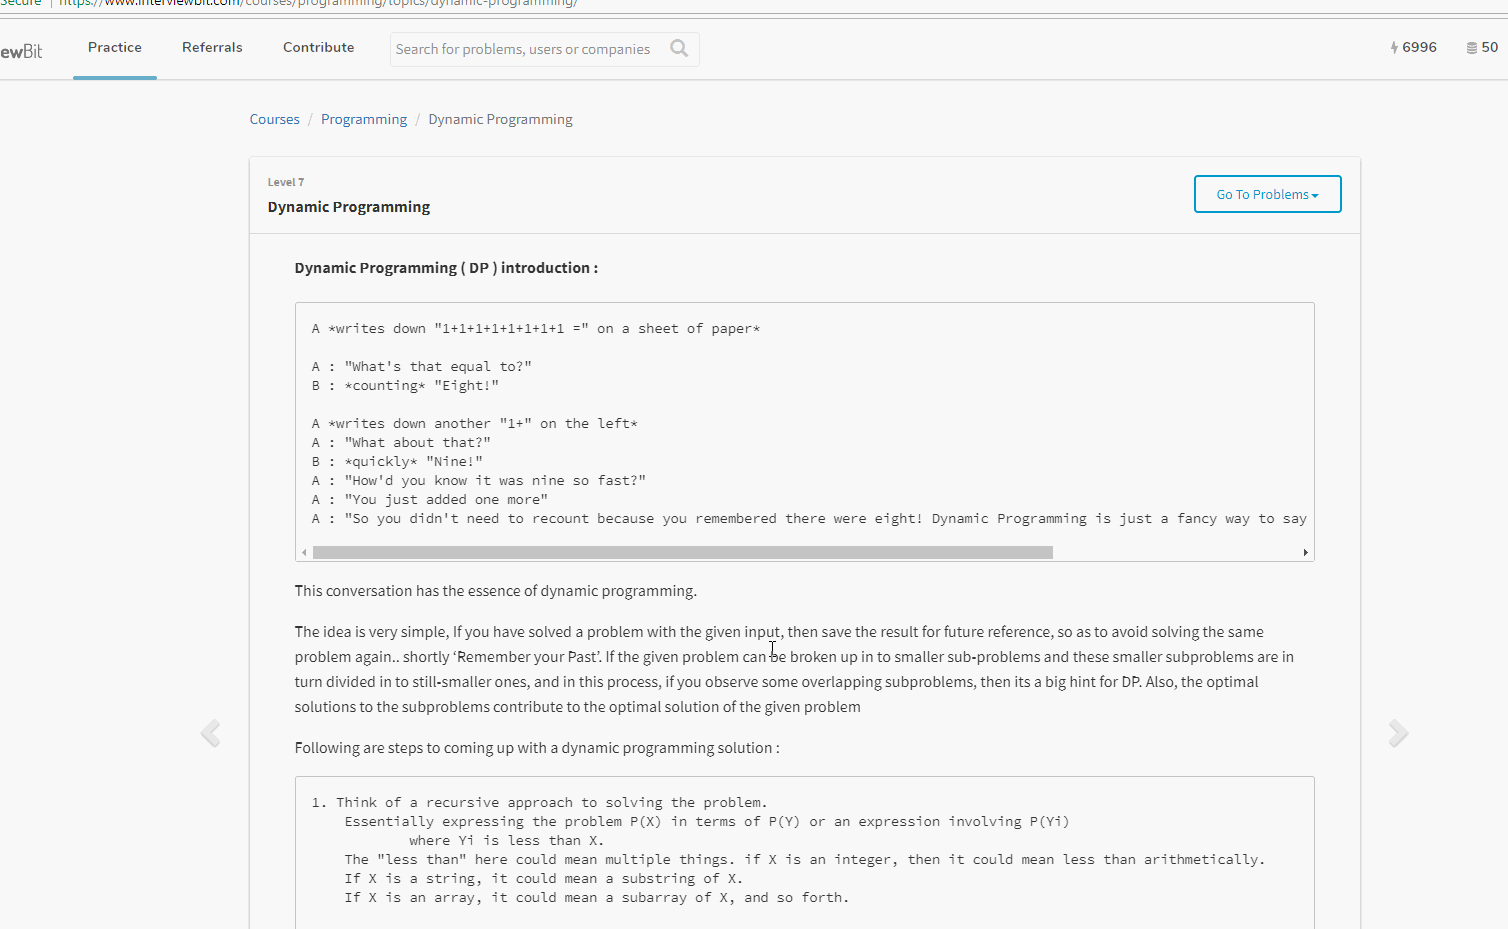 Secure | https://www.interviewbit.com/courses/programming/topics/dynamic-programming/
ewBit Practice Referrals Contribute Search for problems, users or companies 6996 50
Courses / Programming / Dynamic Programming
Level 7
Dynamic Programming
Go To Problems
Dynamic Programming ( DP ) introduction :
A *writes down "1+1+1+1+1+1+1+1 =" on a sheet of paper*
A : "What's that equal to?"
B : *counting* "Eight!"
A *writes down another "1+" on the left*
A : "What about that?"
B : *quickly* "Nine!"
A : "How'd you know it was nine so fast?"
A : "You just added one more"
A : "So you didn't need to recount because you remembered there were eight! Dynamic Programming is just a fancy way to say
This conversation has the essence of dynamic programming.
The idea is very simple, If you have solved a problem with the given input, then save the result for future reference, so as to avoid solving the same
problem again.. shortly ‘Remember your Past’. If the given problem can be broken up in to smaller sub-problems and these smaller subproblems are in
turn divided in to still-smaller ones, and in this process, if you observe some overlapping subproblems, then its a big hint for DP. Also, the optimal
solutions to the subproblems contribute to the optimal solution of the given problem
Following are steps to coming up with a dynamic programming solution :
1. Think of a recursive approach to solving the problem.
Essentially expressing the problem P(X) in terms of P(Y) or an expression involving P(Yi)
where Yi is less than X.
The "less than" here could mean multiple things. if X is an integer, then it could mean less than arithmetically.
If X is a string, it could mean a substring of X.
If X is an array, it could mean a subarray of X, and so forth.